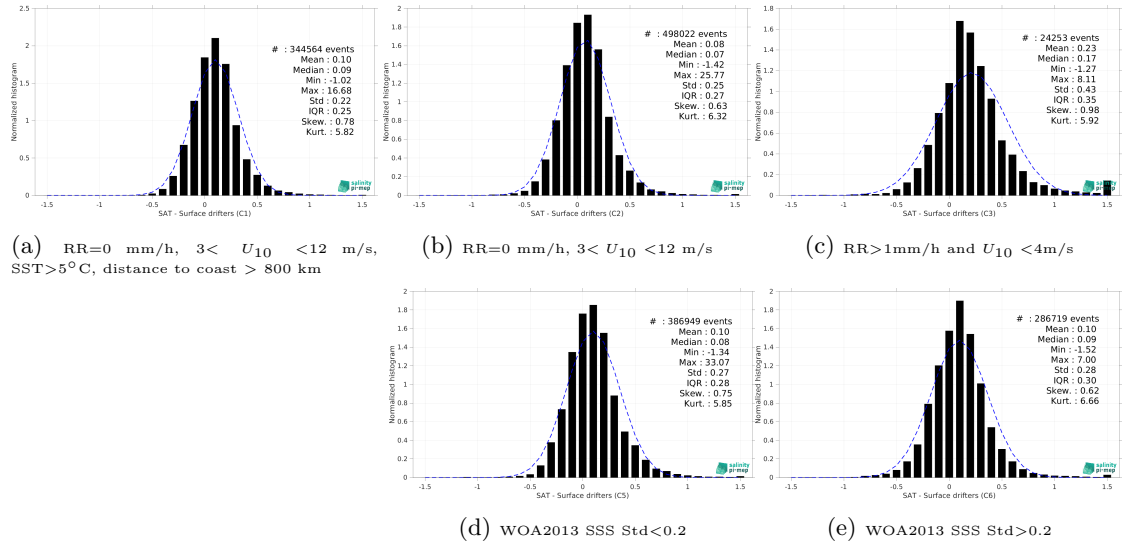 2.5
2
1.5
1
0.5
0
Normalized histogram
-1.5 -1 -0.5 0 0.5 1 1.5
SAT - Surface drifters (C1)
# : 344564 events
Mean : 0.10
Median : 0.09
Min : -1.02
Max : 16.68
Std : 0.22
IQR : 0.25
Skew. : 0.78
Kurt. : 5.82
salinity
pi-mep
(a) RR=0 mm/h, 3< U10 <12 m/s,
SST>5°C, distance to coast > 800 km
2
1.8
1.6
1.4
1.2
1
0.8
0.6
0.4
0.2
0
Normalized histogram
-1.5 -1 -0.5 0 0.5 1 1.5
SAT - Surface drifters (C2)
# : 498022 events
Mean : 0.08
Median : 0.07
Min : -1.42
Max : 25.77
Std : 0.25
IQR : 0.27
Skew. : 0.63
Kurt. : 6.32
salinity
pi-mep
(b) RR=0 mm/h, 3< U10 <12 m/s
1.8
1.6
1.4
1.2
1
0.8
0.6
0.4
0.2
0
Normalized histogram
-1.5 -1 -0.5 0 0.5 1 1.5
SAT - Surface drifters (C3)
# : 24253 events
Mean : 0.23
Median : 0.17
Min : -1.27
Max : 8.11
Std : 0.43
IQR : 0.35
Skew. : 0.98
Kurt. : 5.92
salinity
pi-mep
(c) RR>1mm/h and U10 <4m/s
2
1.8
1.6
1.4
1.2
1
0.8
0.6
0.4
0.2
0
Normalized histogram
-1.5 -1 -0.5 0 0.5 1 1.5
SAT - Surface drifters (C5)
# : 386949 events
Mean : 0.10
Median : 0.08
Min : -1.34
Max : 33.07
Std : 0.27
IQR : 0.28
Skew. : 0.75
Kurt. : 5.85
salinity
pi-mep
(d) WOA2013 SSS Std<0.2
2
1.8
1.6
1.4
1.2
1
0.8
0.6
0.4
0.2
0
Normalized histogram
-1.5 -1 -0.5 0 0.5 1 1.5
SAT - Surface drifters (C6)
# : 286719 events
Mean : 0.10
Median : 0.09
Min : -1.52
Max : 7.00
Std : 0.28
IQR : 0.30
Skew. : 0.62
Kurt. : 6.66
salinity
pi-mep
(e) WOA2013 SSS Std>0.2